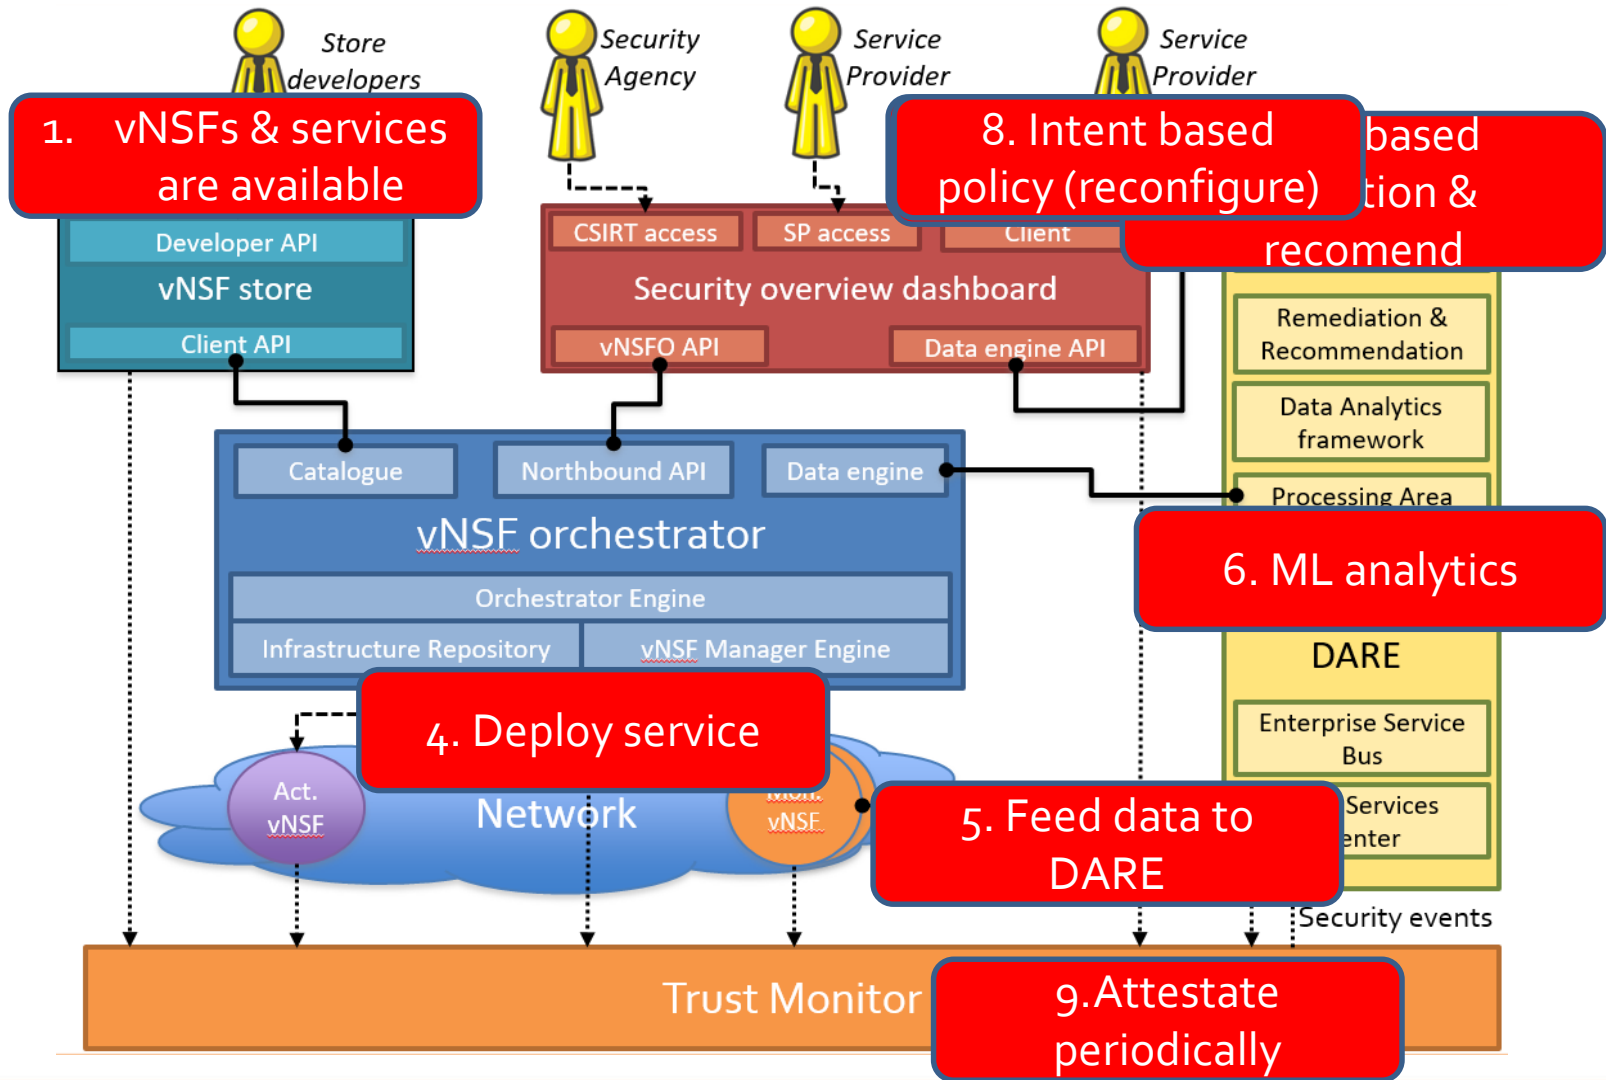 Store
developers
Security
Agency
Service
Provider
Service
Provider
1. vNSFs & services
are available
8. Intent based
policy (reconfigure)
based
tion &
recomend
Developer API
vNSF store
Client API
CSIRT access
SP access
Client
Security overview dashboard
vNSFO API
Data engine API
Remediation &
Recommendation
Data Analytics
framework
Processing Area
Catalogue
Northbound API
Data engine
vNSF orchestrator
Orchestrator Engine
Infrastructure Repository
vNSF Manager Engine
6. ML analytics
DARE
4. Deploy service
Enterprise Service
Bus
Act.
vNSF
Network
Mon.
vNSF
5. Feed data to
DARE
Services
enter
Security events
Trust Monitor
9.Attestate
periodically